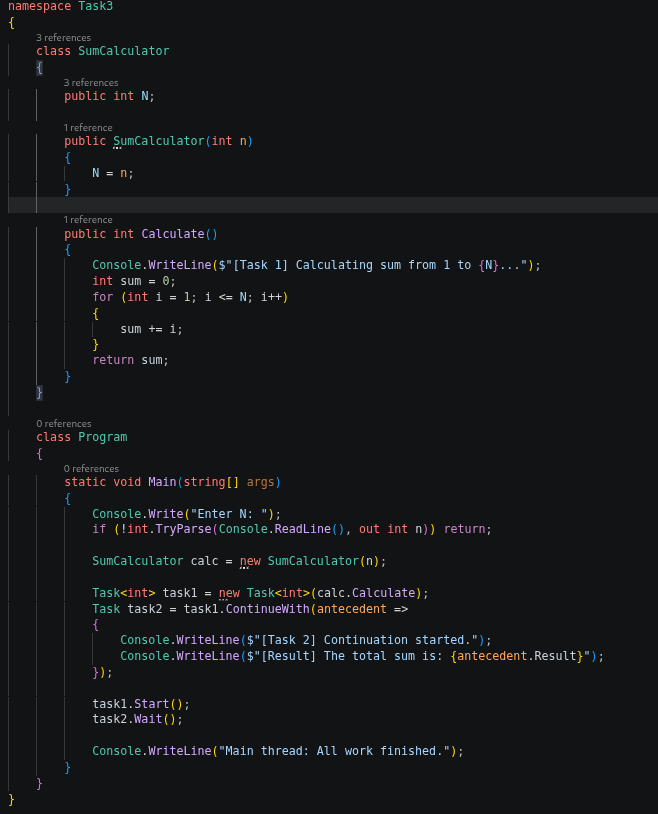 namespace Task3
{
    3 references
    class SumCalculator
    {
        3 references
        public int N;

        1 reference
        public SumCalculator(int n)
        {
            N = n;
        }

        1 reference
        public int Calculate()
        {
            Console.WriteLine($"[Task 1] Calculating sum from 1 to {N}...");
            int sum = 0;
            for (int i = 1; i <= N; i++)
            {
                sum += i;
            }
            return sum;
        }
    }

    0 references
    class Program
    {
        0 references
        static void Main(string[] args)
        {
            Console.Write("Enter N: ");
            if (!int.TryParse(Console.ReadLine(), out int n)) return;

            SumCalculator calc = new SumCalculator(n);

            Task<int> task1 = new Task<int>(calc.Calculate);
            Task task2 = task1.ContinueWith(antecedent =>
            {
                Console.WriteLine($"[Task 2] Continuation started.");
                Console.WriteLine($"[Result] The total sum is: {antecedent.Result}");
            });

            task1.Start();
            task2.Wait();

            Console.WriteLine("Main thread: All work finished.");
        }
    }
}